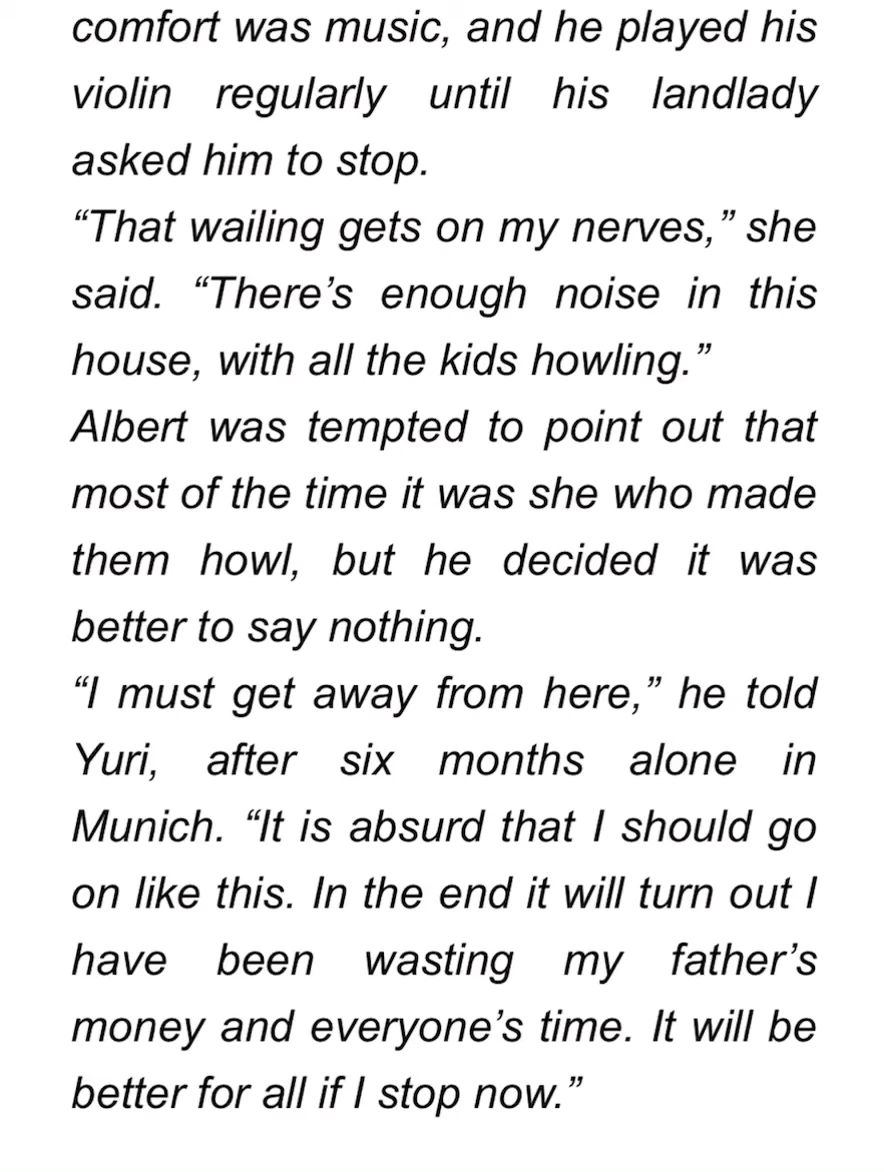 comfort was music, and he played his
violin regularly until his landlady
asked him to stop.
“That wailing gets on my nerves,” she
said. “There’s enough noise in this
house, with all the kids howling.”
Albert was tempted to point out that
most of the time it was she who made
them howl, but he decided it was
better to say nothing.
“I must get away from here,” he told
Yuri, after six months alone in
Munich. “It is absurd that I should go
on like this. In the end it will turn out I
have been wasting my father’s
money and everyone’s time. It will be
better for all if I stop now.”